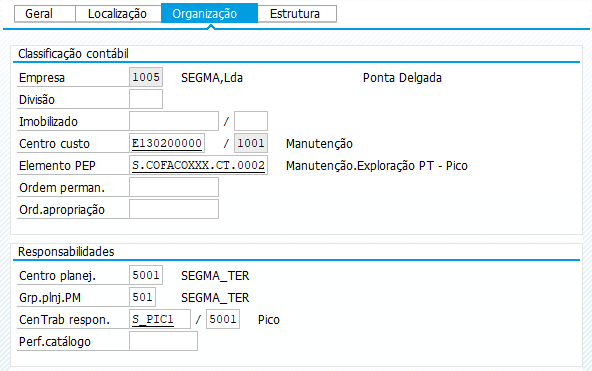 Geral Localização Organização Estrutura
Classificação contábil
Empresa 1005 SEGMA,Lda Ponta Delgada
Divisão
Imobilizado /
Centro custo E130200000 / 1001 Manutenção
Elemento PEP S.COFACOXXX.CT.0002 Manutenção.Exploração PT - Pico
Ordem perman.
Ord.apropriação
Responsabilidades
Centro planej. 5001 SEGMA_TER
Grp.plnj.PM 501 SEGMA_TER
CenTrab respon. S_PIC1 / 5001 Pico
Perf.catálogo